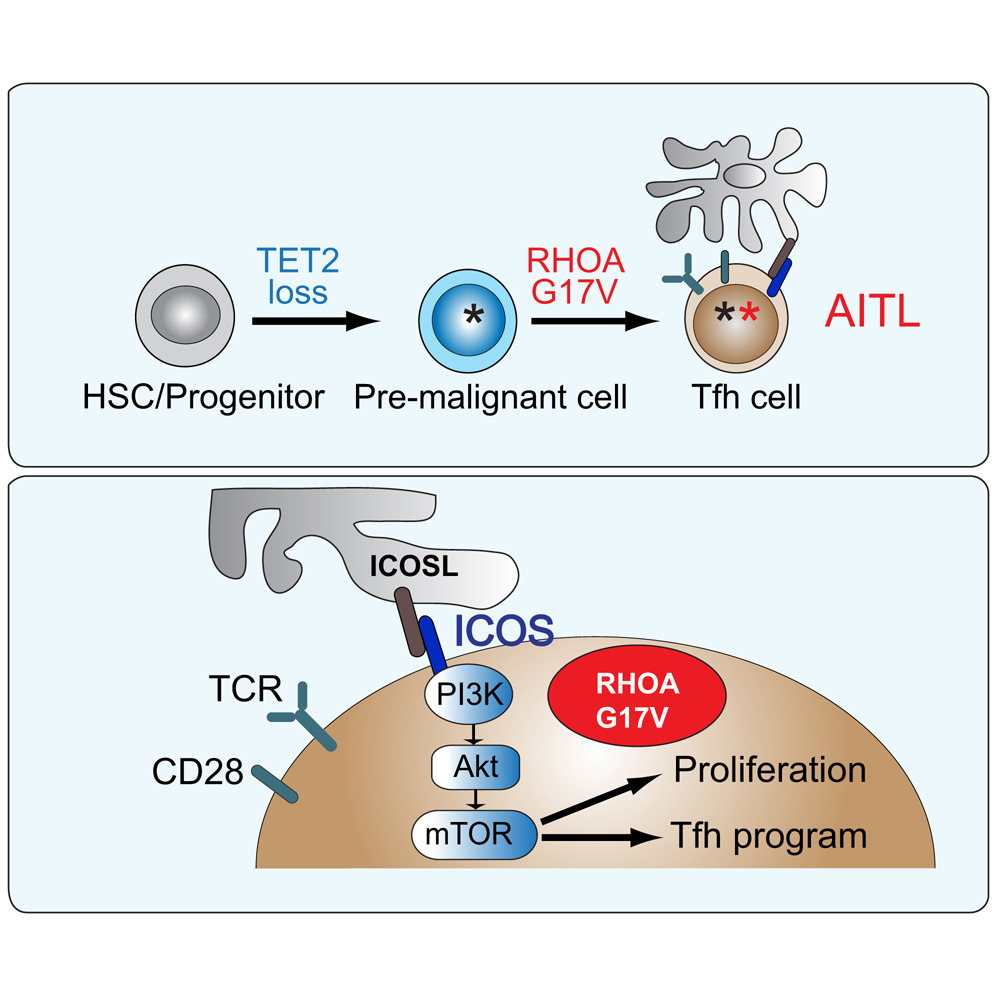 TET2
loss
RHOA
G17V
* 
**
AITL
HSC/Progenitor
Pre-malignant cell
Tfh cell
ICOSL
ICOS
TCR
PI3K
RHOA
G17V
CD28
Akt
Proliferation
mTOR
Tfh program